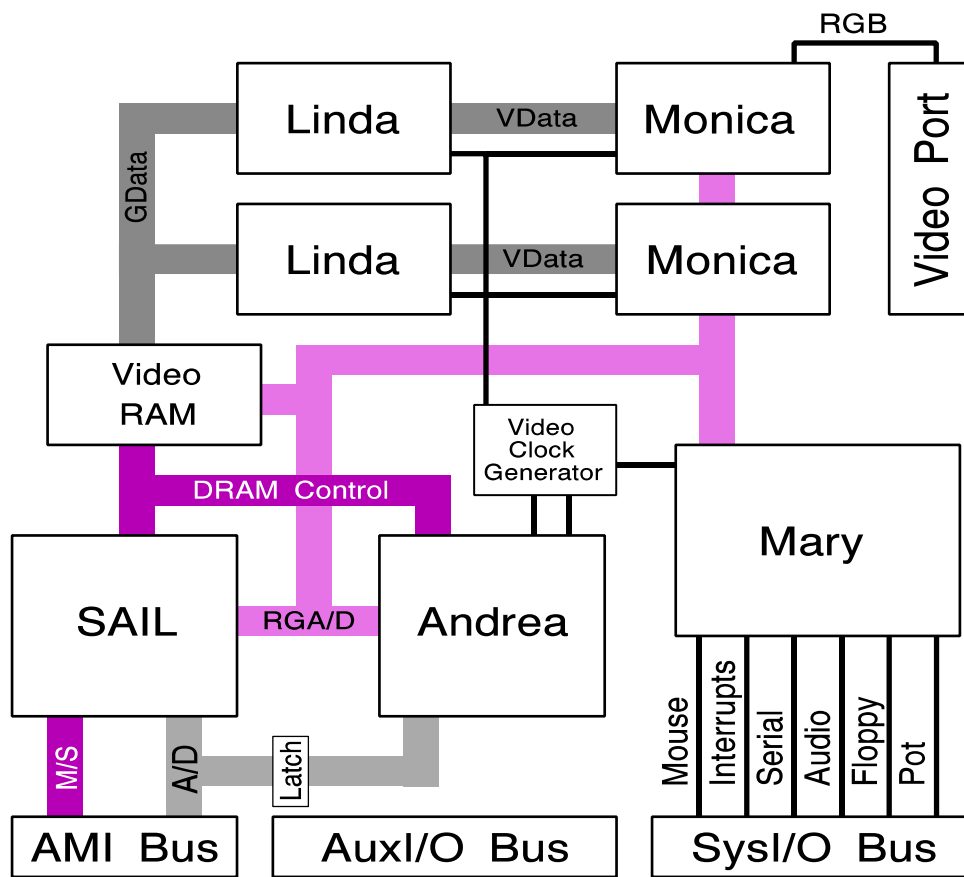 RGB
Linda
VData
Monica
Video Port
GData
Linda
VData
Monica
Video
RAM
Video
Clock
Generator
DRAM Control
Mary
SAIL
RGA/D
Andrea
M/S
A/D
Latch
Mouse
Interrupts
Serial
Audio
Floppy
Pot
AMI Bus
AuxI/O Bus
SysI/O Bus